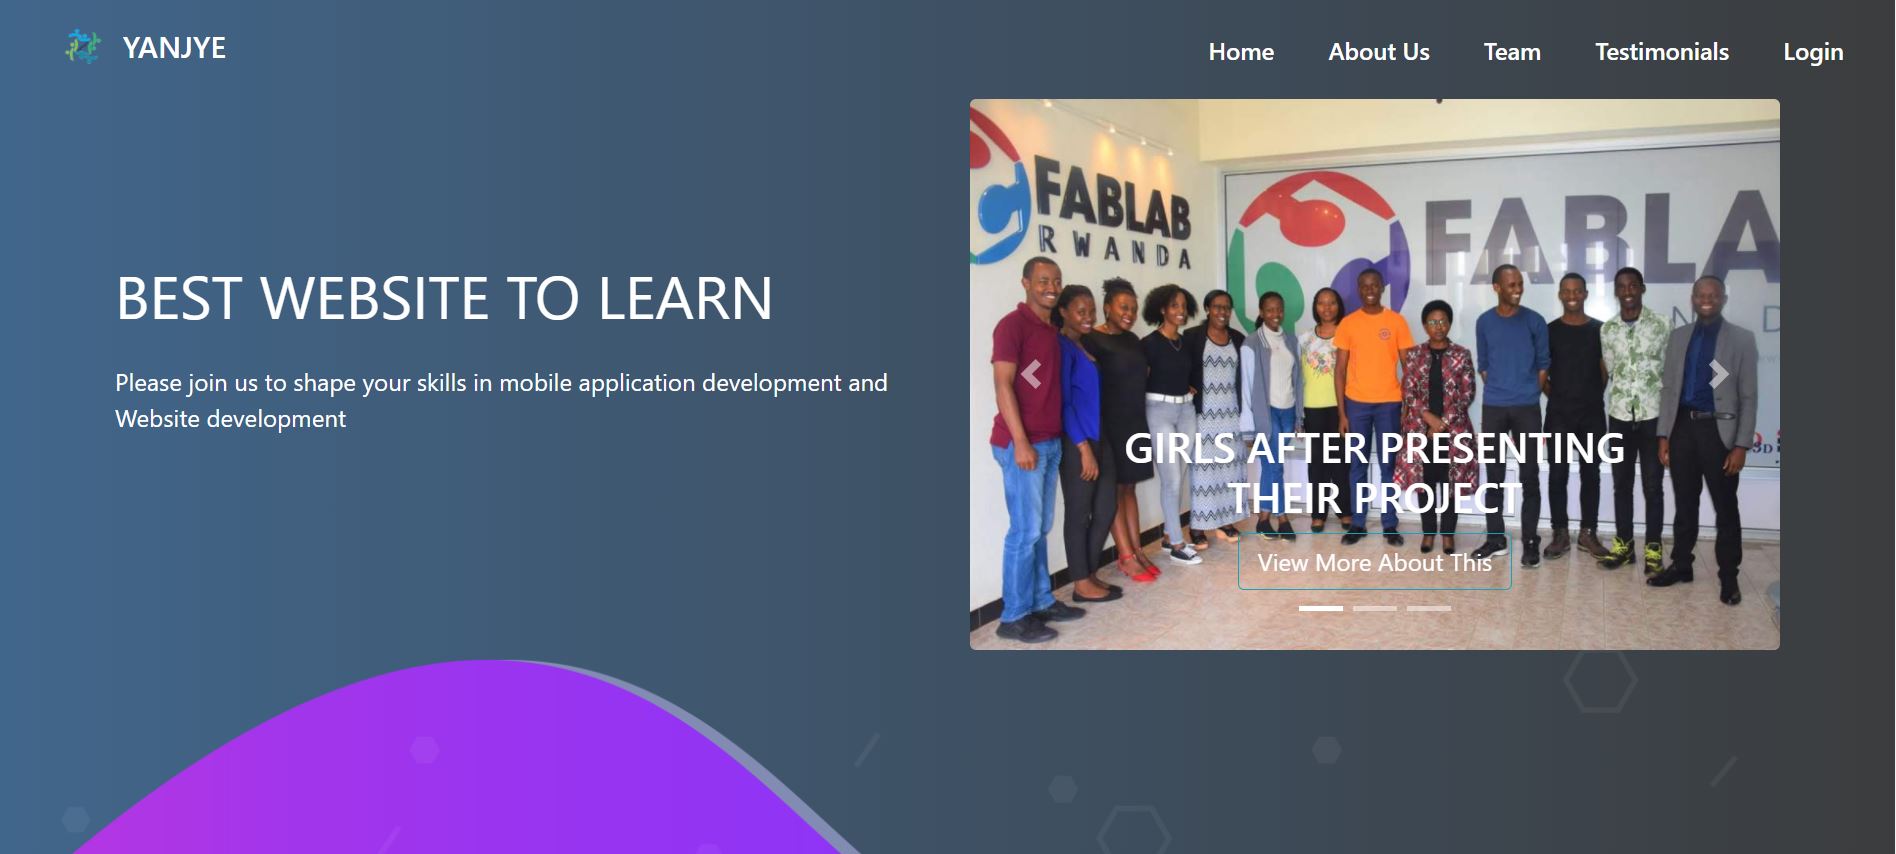 YANJYE
Home
About Us
Team
Testimonials
Login
BEST WEBSITE TO LEARN
Please join us to shape your skills in mobile application development and
Website development
FABLAB
RWANDA
FABLA
N D
GIRLS AFTER PRESENTING
THEIR PROJECT
View More About This